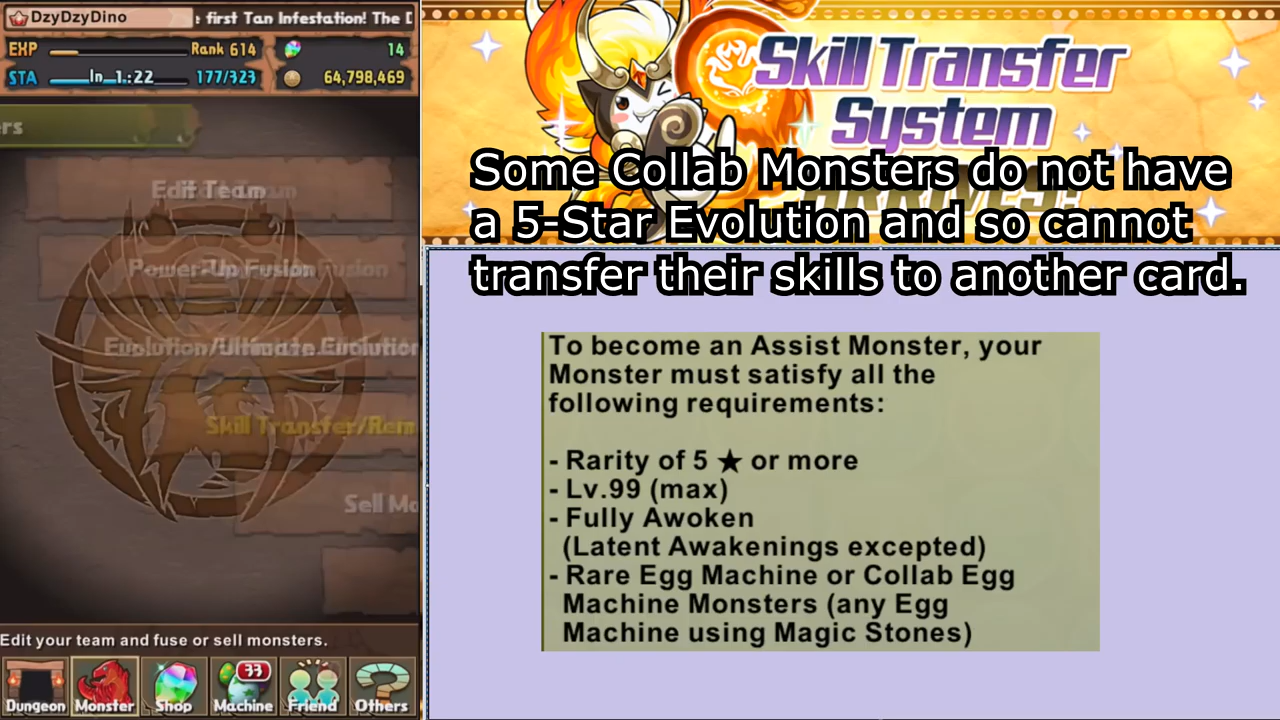 DzyDzyDino
: first Tan Infestation! The D
EXP
Rank 614
14
STA
In 1:22
177/323
64,798,469
ers
Edit Team
Power-Up Fusion
Evolution/Ultimate Evolution
Skill Transfer/Rem
Sell Mo
Edit your team and fuse or sell monsters.
33
Dungeon
Monster
Shop
Machine
Friend
Others
Skill Transfer
System
ARRIVES!
Some Collab Monsters do not have
a 5-Star Evolution and so cannot
transfer their skills to another card.
To become an Assist Monster, your
Monster must satisfy all the
following requirements:
- Rarity of 5 ★ or more
- Lv.99 (max)
- Fully Awoken
(Latent Awakenings excepted)
- Rare Egg Machine or Collab Egg
Machine Monsters (any Egg
Machine using Magic Stones)